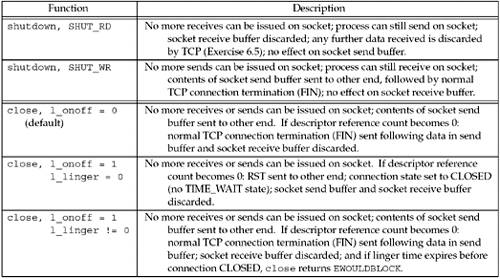 Function Description
shutdown, SHUT_RD No more receives can be issued on socket; process can still send on socket;
socket receive buffer discarded; any further data received is discarded
by TCP (Exercise 6.5); no effect on socket send buffer.
shutdown, SHUT_WR No more sends can be issued on socket; process can still receive on socket;
contents of socket send buffer sent to other end, followed by normal
TCP connection termination (FIN); no effect on socket receive buffer.
close, l_onoff = 0 No more receives or sends can be issued on socket; contents of socket send
(default) buffer sent to other end. If descriptor reference count becomes 0:
normal TCP connection termination (FIN) sent following data in send
buffer and socket receive buffer discarded.
close, l_onoff = 1 No more receives or sends can be issued on socket. If descriptor reference
l_linger = 0 count becomes 0: RST sent to other end; connection state set to CLOSED
(no TIME_WAIT state); socket send buffer and socket receive buffer
discarded.
close, l_onoff = 1 No more receives or sends can be issued on socket; contents of socket send
l_linger != 0 buffer sent to other end. If descriptor reference count becomes 0:
normal TCP connection termination (FIN) sent following data in send
buffer; socket receive buffer discarded; and if linger time expires before
connection CLOSED, close returns EWOULDBLOCK.